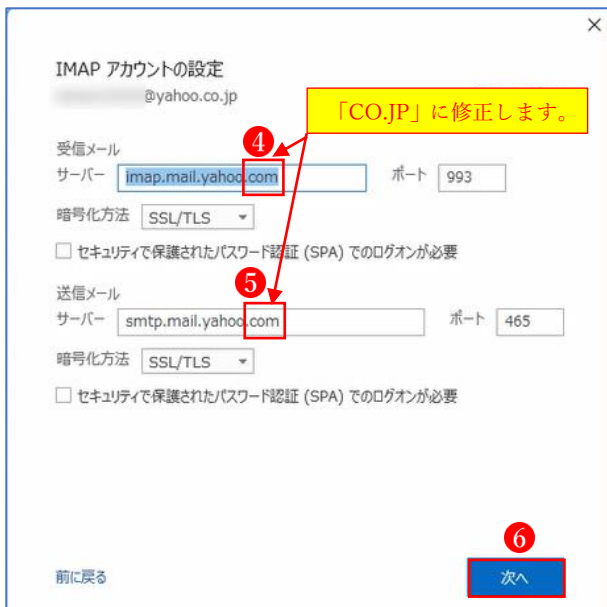 ×
IMAP アカウントの設定
@yahoo.co.jp
「CO.JP」に修正します。
受信メール
❹
サーバー imap.mail.yahoo.com ポート 993
暗号化方法 SSL/TLS
セキュリティで保護されたパスワード認証 (SPA) でのログオンが必要
送信メール
❺
サーバー smtp.mail.yahoo.com ポート 465
暗号化方法 SSL/TLS
セキュリティで保護されたパスワード認証 (SPA) でのログオンが必要
❻
前に戻る 次へ